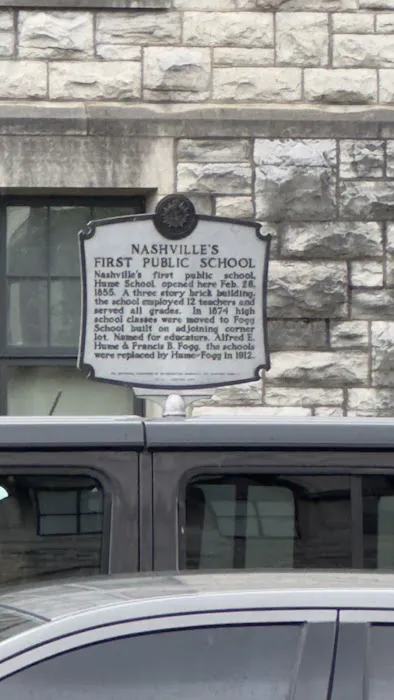 NASHVILLE'S
FIRST PUBLIC SCHOOL
Nashville's first public school,
Hume School, opened here Feb. 26,
1855. A three story brick building,
the school employed 12 teachers and
served all grades. In 1874 high
school classes were moved to Fogg
School built on adjoining corner
lot. Named for educators, Alfred E.
Hume & Francis B. Fogg, the schools
were replaced by Hume-Fogg in 1912.